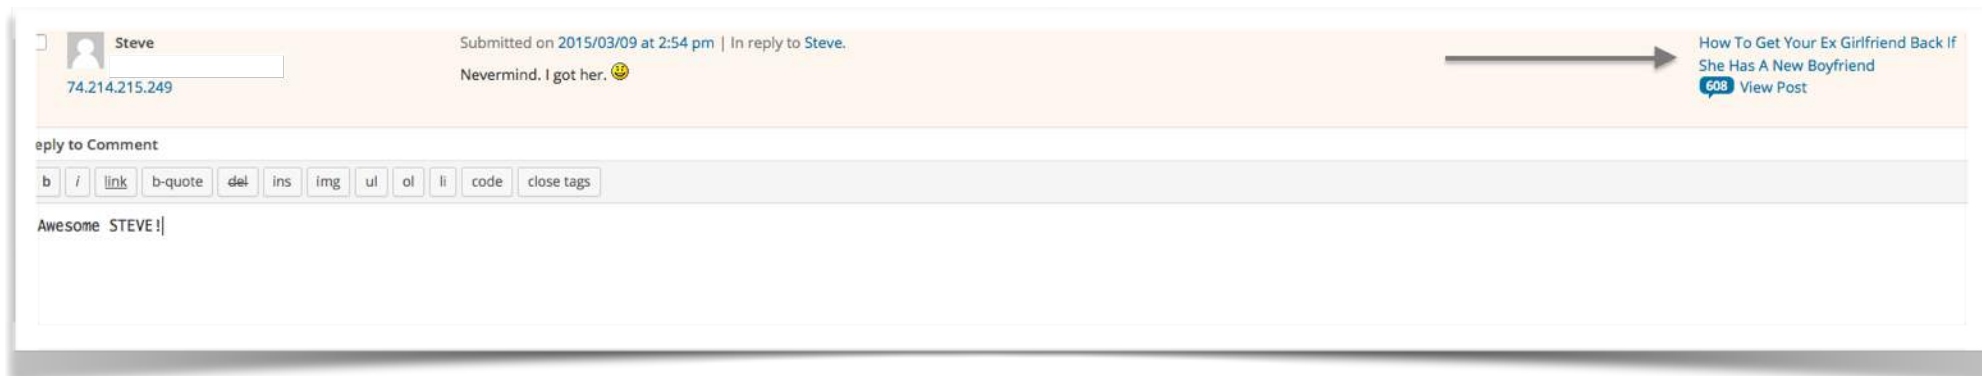 Steve
74.214.215.249
Submitted on 2015/03/09 at 2:54 pm | In reply to Steve.
Nevermind. I got her.
How To Get Your Ex Girlfriend Back If
She Has A New Boyfriend
608 View Post
eply to Comment
b i link b-quote del ins img ul ol li code close tags
Awesome STEVE!